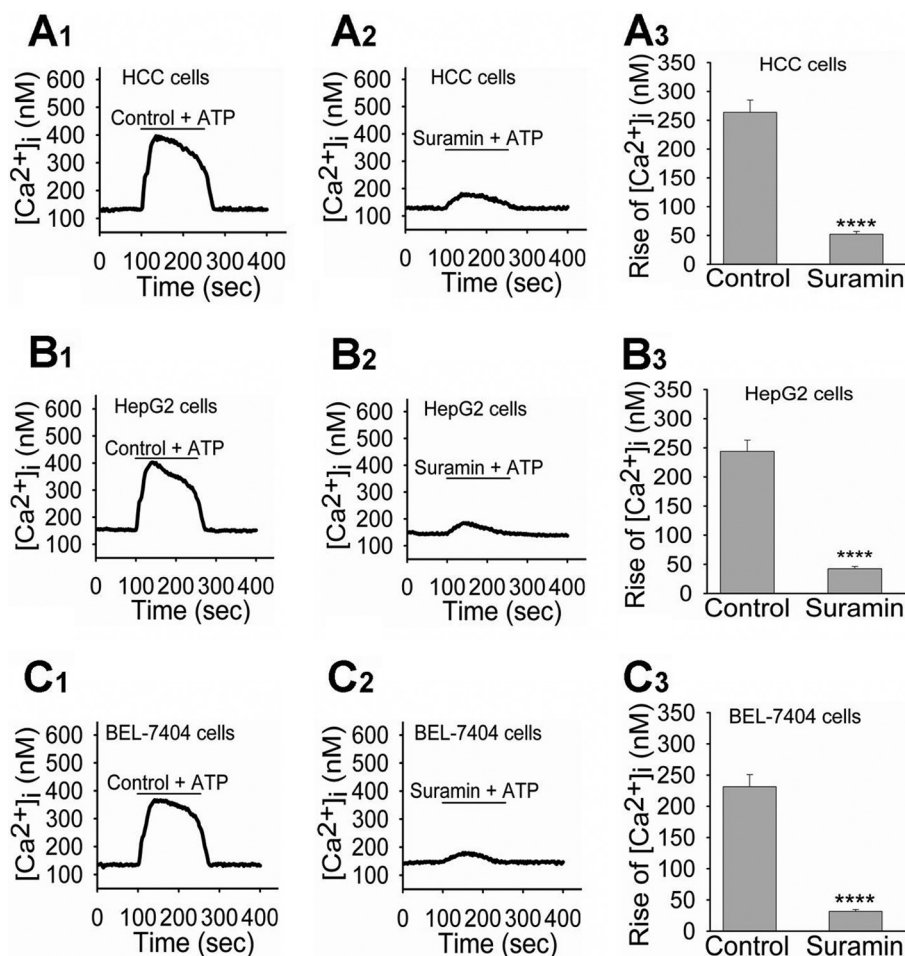 A1
[Ca2+]i (nM)
600
500
400
300
200
100
HCC cells
Control + ATP
0 100 200 300 400
Time (sec)
A2
[Ca2+]i (nM)
600
500
400
300
200
100
HCC cells
Suramin + ATP
0 100 200 300 400
Time (sec)
A3
Rise of [Ca2+]i (nM)
350
300
250
200
150
100
50
0
HCC cells
****
Control Suramin
B1
[Ca2+]i (nM)
600
500
400
300
200
100
HepG2 cells
Control + ATP
0 100 200 300 400
Time (sec)
B2
[Ca2+]i (nM)
600
500
400
300
200
100
HepG2 cells
Suramin + ATP
0 100 200 300 400
Time (sec)
B3
Rise of [Ca2+]i (nM)
350
300
250
200
150
100
50
0
HepG2 cells
****
Control Suramin
C1
[Ca2+]i (nM)
600
500
400
300
200
100
BEL-7404 cells
Control + ATP
0 100 200 300 400
Time (sec)
C2
[Ca2+]i (nM)
600
500
400
300
200
100
BEL-7404 cells
Suramin + ATP
0 100 200 300 400
Time (sec)
C3
Rise of [Ca2+]i (nM)
350
300
250
200
150
100
50
0
BEL-7404 cells
****
Control Suramin